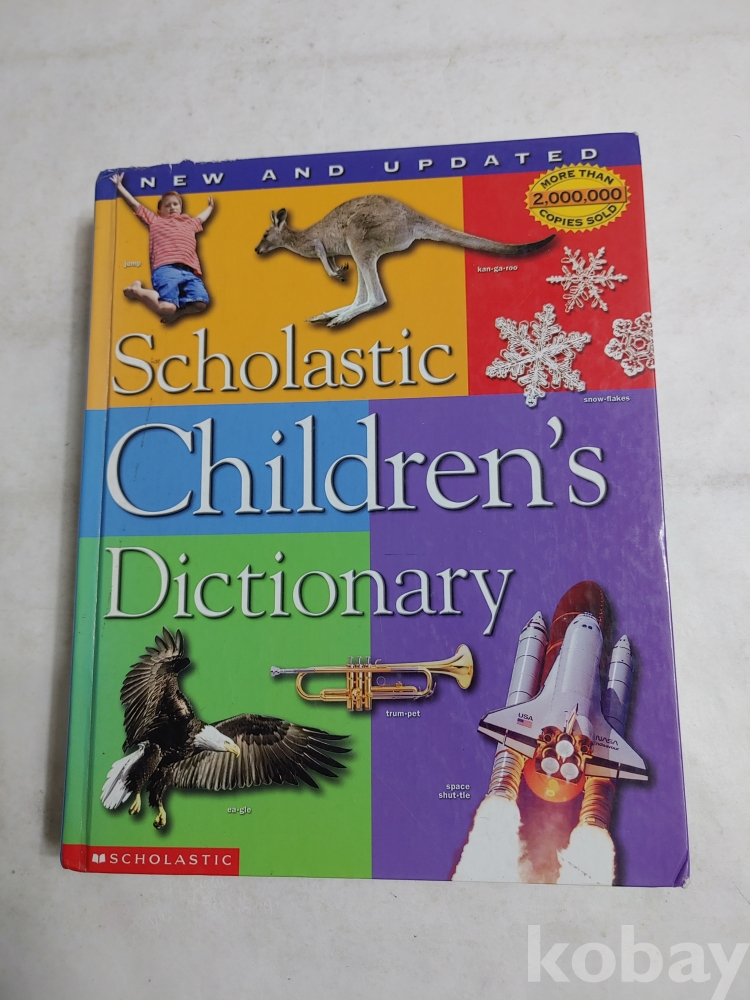 NEW AND UPDATED
MORE THAN
2,000,000
COPIES SOLD
jump
kan·ga·roo
snow·flakes
Scholastic
Children's
Dictionary
trum·pet
USA
NASA
Endeavour
space
shut·tle
ea·gle
SCHOLASTIC
kobay